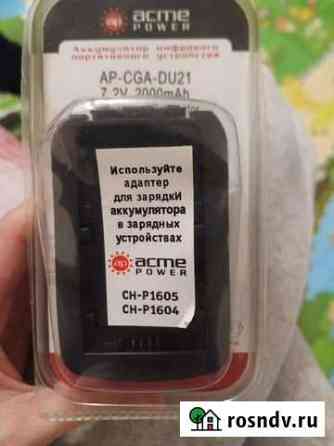 acme
POWER
Аккумулятор цифрового
портативного устройства
AP-CGA-DU21
7.2V 2000mAh
Используйте
адаптер
для зарядки
аккумулятора
в зарядных
устройствах
ap acme
POWER
CH-P1605
CH-P1604
rosndv.ru